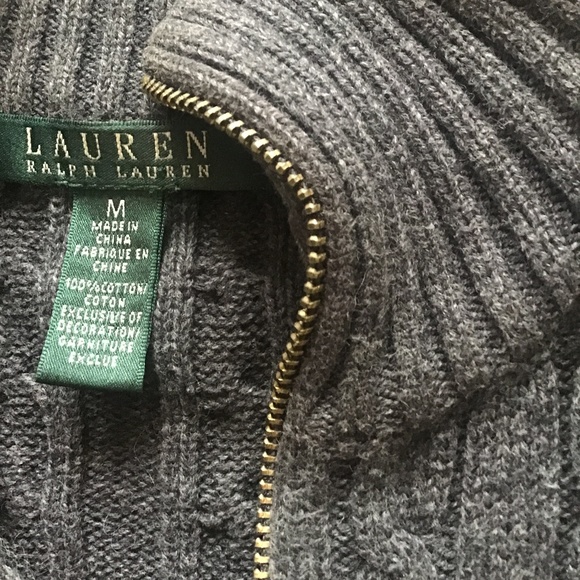 LAUREN
RALPH LAUREN
M
MADE IN
CHINA
FABRIQUE EN
CHINE
100% COTTON/
COTON
EXCLUSIVE OF
DECORATION/
GARNITURE
EXCLUE